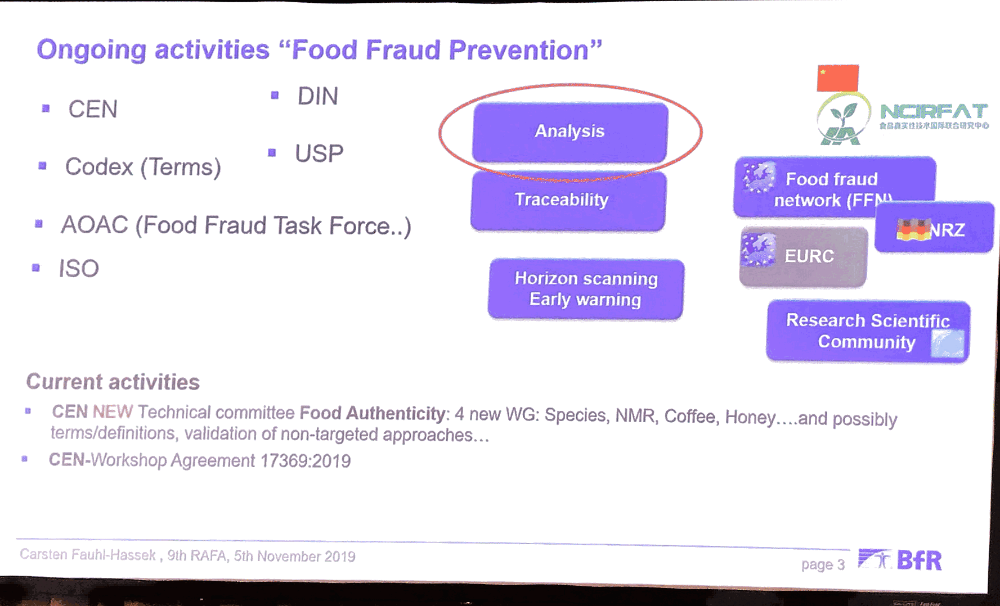 Ongoing activities “Food Fraud Prevention”
▪ CEN
▪ DIN
▪ Codex (Terms)
▪ USP
▪ AOAC (Food Fraud Task Force..)
▪ ISO
Analysis
Traceability
Horizon scanning
Early warning
NCIRFAT
食品真实性技术国际联合研究中心
Food fraud
network (FFN)
NRZ
EURC
Research Scientific
Community
Current activities
▪ CEN NEW Technical committee Food Authenticity: 4 new WG: Species, NMR, Coffee, Honey....and possibly
terms/definitions, validation of non-targeted approaches...
▪ CEN-Workshop Agreement 17369:2019
Carsten Fauhl-Hassek , 9th RAFA, 5th November 2019
page 3
BfR